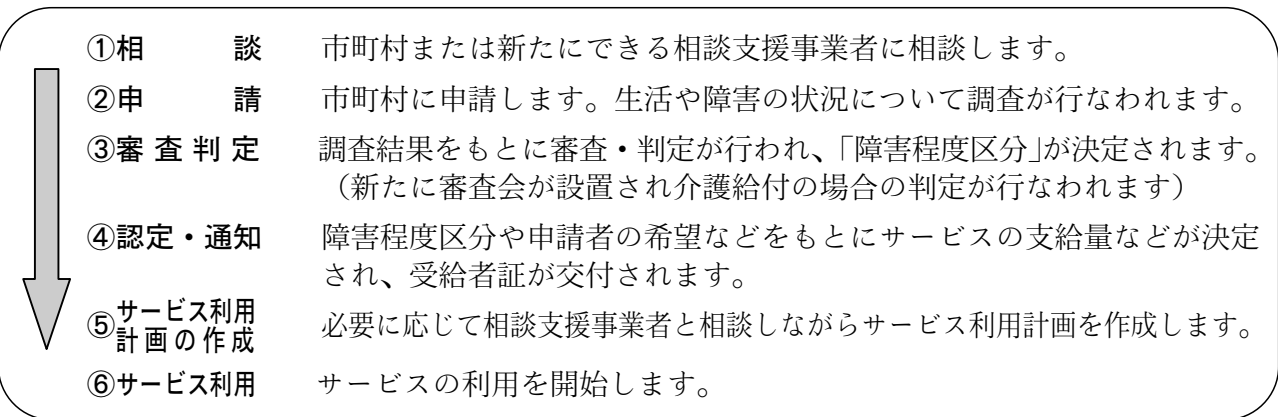 ①相談 市町村または新たにできる相談支援事業者に相談します。
②申請 市町村に申請します。生活や障害の状況について調査が行なわれます。
③審査判定 調査結果をもとに審査・判定が行われ、「障害程度区分」が決定されます。
（新たに審査会が設置され介護給付の場合の判定が行なわれます）
④認定・通知 障害程度区分や申請者の希望などをもとにサービスの支給量などが決定
され、受給者証が交付されます。
⑤サービス利用
計画の作成 必要に応じて相談支援事業者と相談しながらサービス利用計画を作成します。
⑥サービス利用 サービスの利用を開始します。